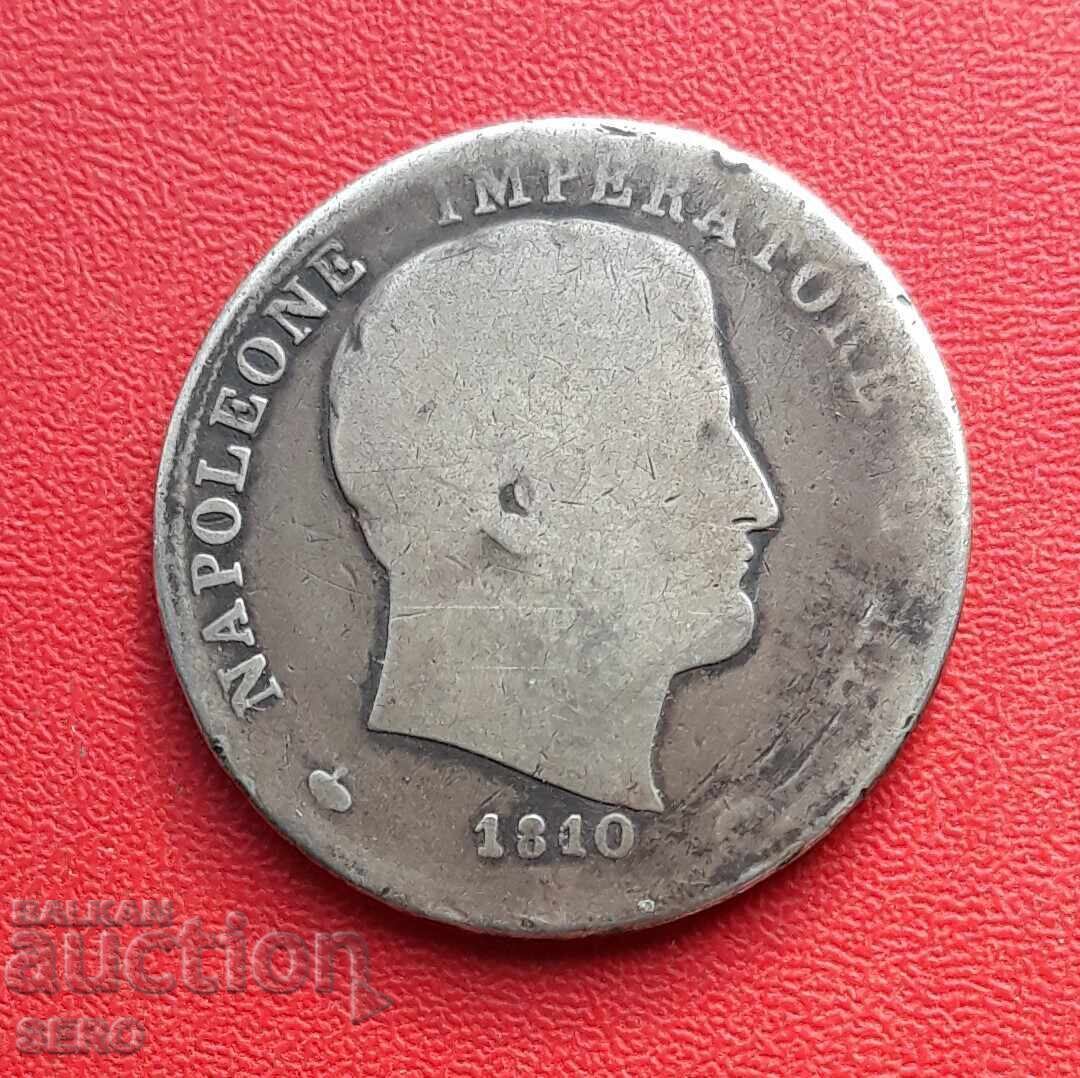 NAPOLEONE IMPERATORE
1810
BALKAN
auction
SERO